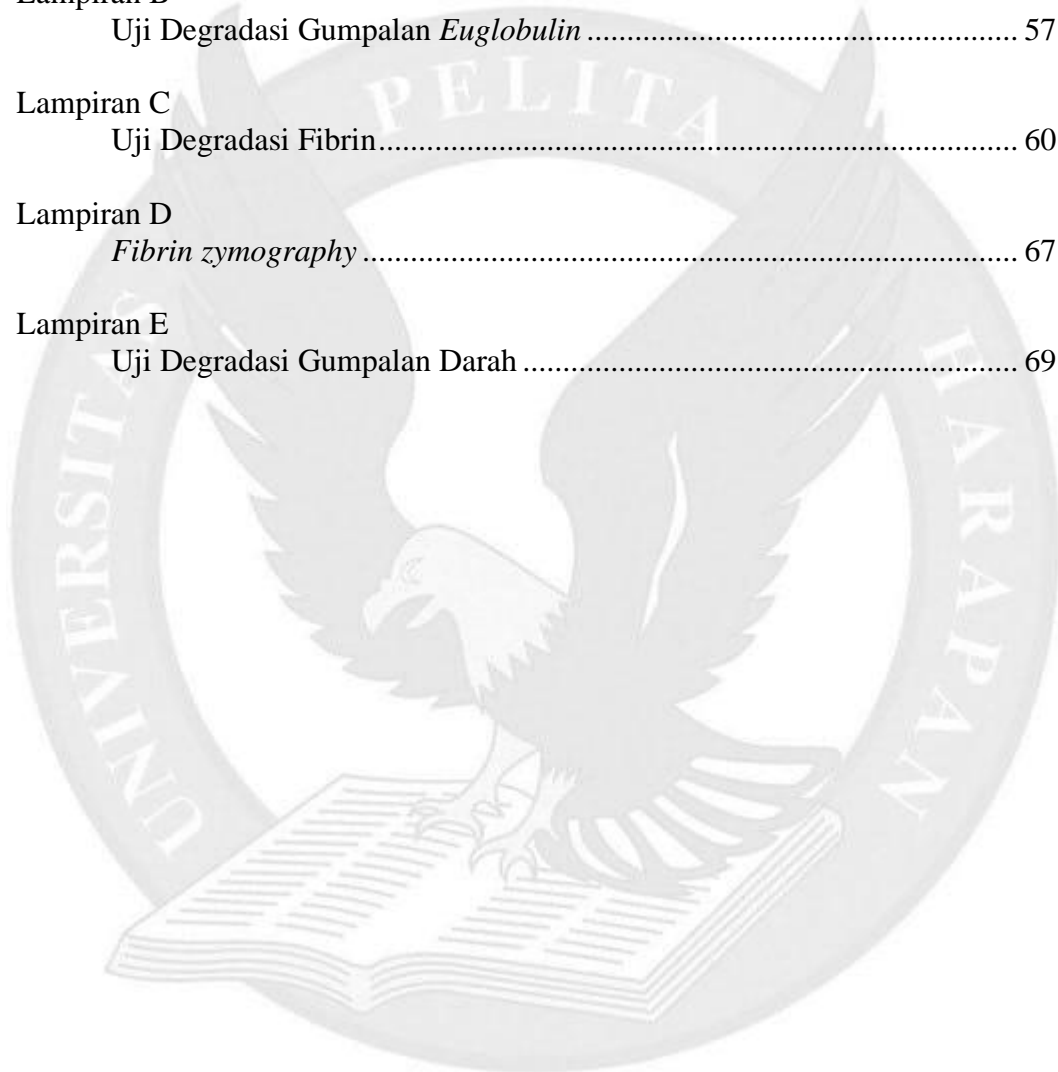 Lampiran B
Uji Degradasi Gumpalan Euglobulin ..................................................... 57
Lampiran C
Uji Degradasi Fibrin................................................................................ 60
Lampiran D
Fibrin zymography .................................................................................. 67
Lampiran E
Uji Degradasi Gumpalan Darah .............................................................. 69
UNIVERSITAS PELITA HARAPAN